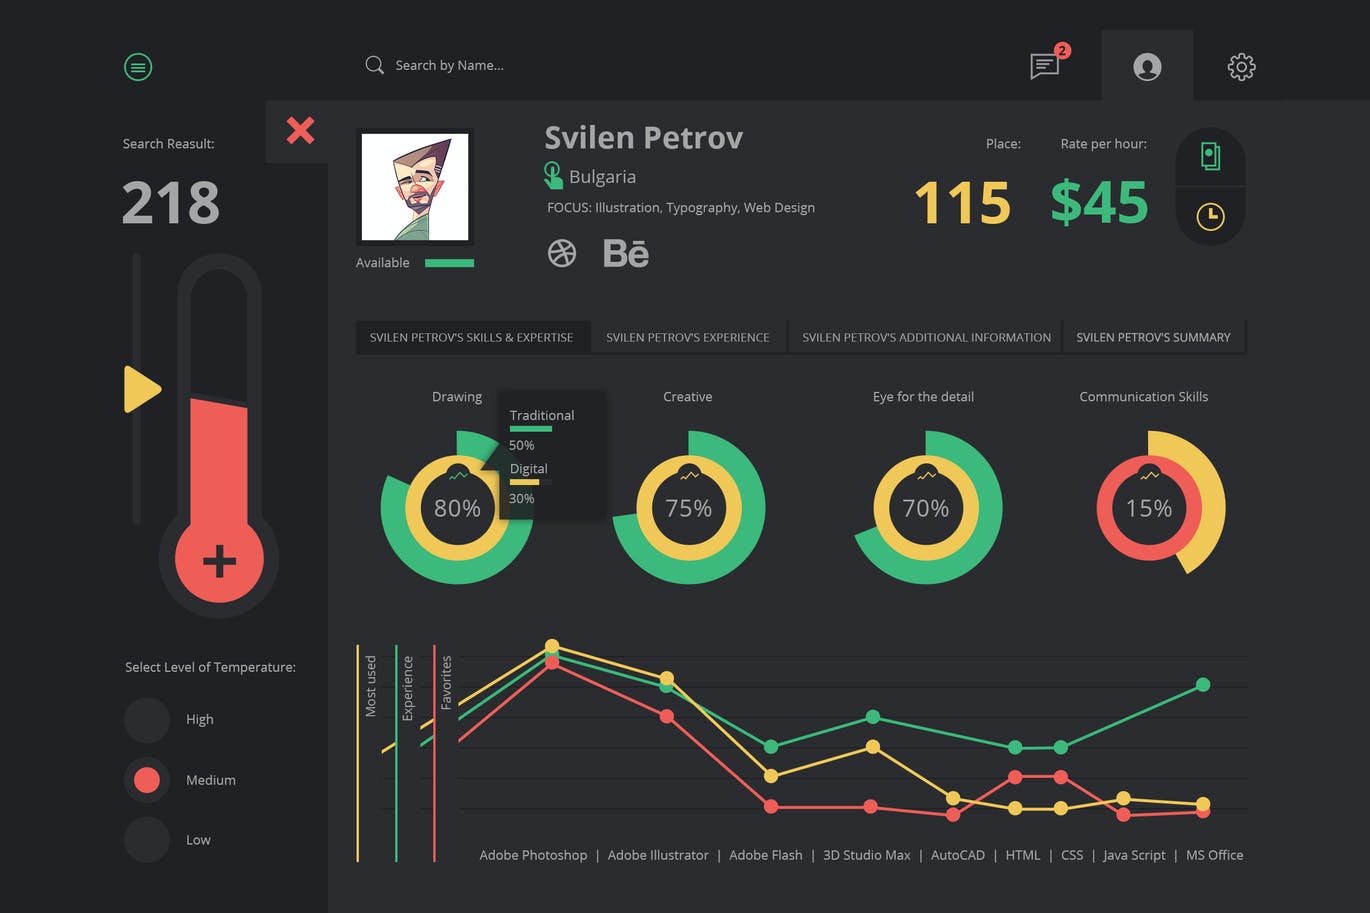 Search by Name...
2
Search Reasult:
218
Svilen Petrov
Bulgaria
FOCUS: Illustration, Typography, Web Design
Bē
Available
Place:
115
Rate per hour:
$45
SVILEN PETROV'S SKILLS & EXPERTISE
SVILEN PETROV'S EXPERIENCE
SVILEN PETROV'S ADDITIONAL INFORMATION
SVILEN PETROV'S SUMMARY
Drawing
80%
Traditional
50%
Digital
30%
Creative
75%
Eye for the detail
70%
Communication Skills
15%
Select Level of Temperature:
High
Medium
Low
Most used
Experience
Favorites
Adobe Photoshop | Adobe Illustrator | Adobe Flash | 3D Studio Max | AutoCAD | HTML | CSS | Java Script | MS Office